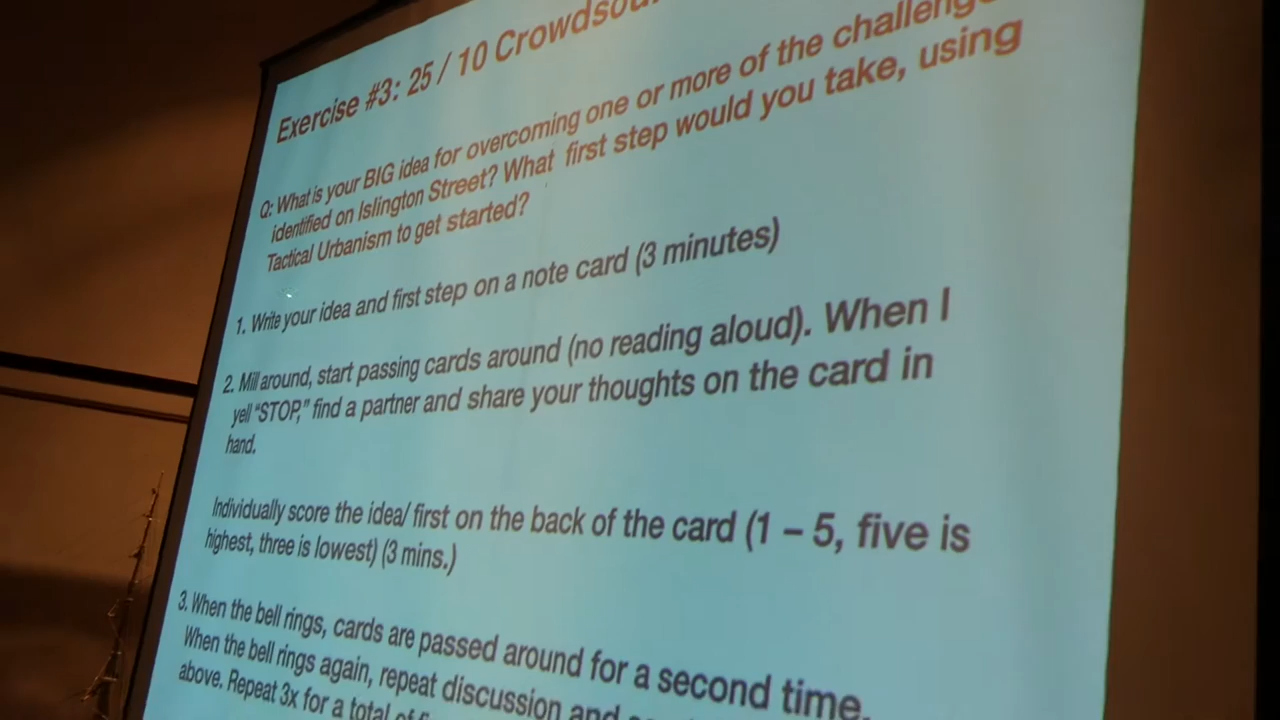 Exercise #3: 25 / 10
Q: What is your BIG idea for overcoming one or more of the
identified on Islington Street? What first step would you take, using
Tactical Urbanism to get started?
1. Write your idea and first step on a note card (3 minutes)
2. Mill around, start passing cards around (no reading aloud). When I
yell “STOP,” find a partner and share your thoughts on the card in
hand.
Individually score the idea/ first on the back of the card (1 – 5, five is
highest, three is lowest) (3 mins.)
3. When the bell rings, cards are passed around for a second time.
When the bell rings again, repeat discussion and
above. Repeat 3x for a total of